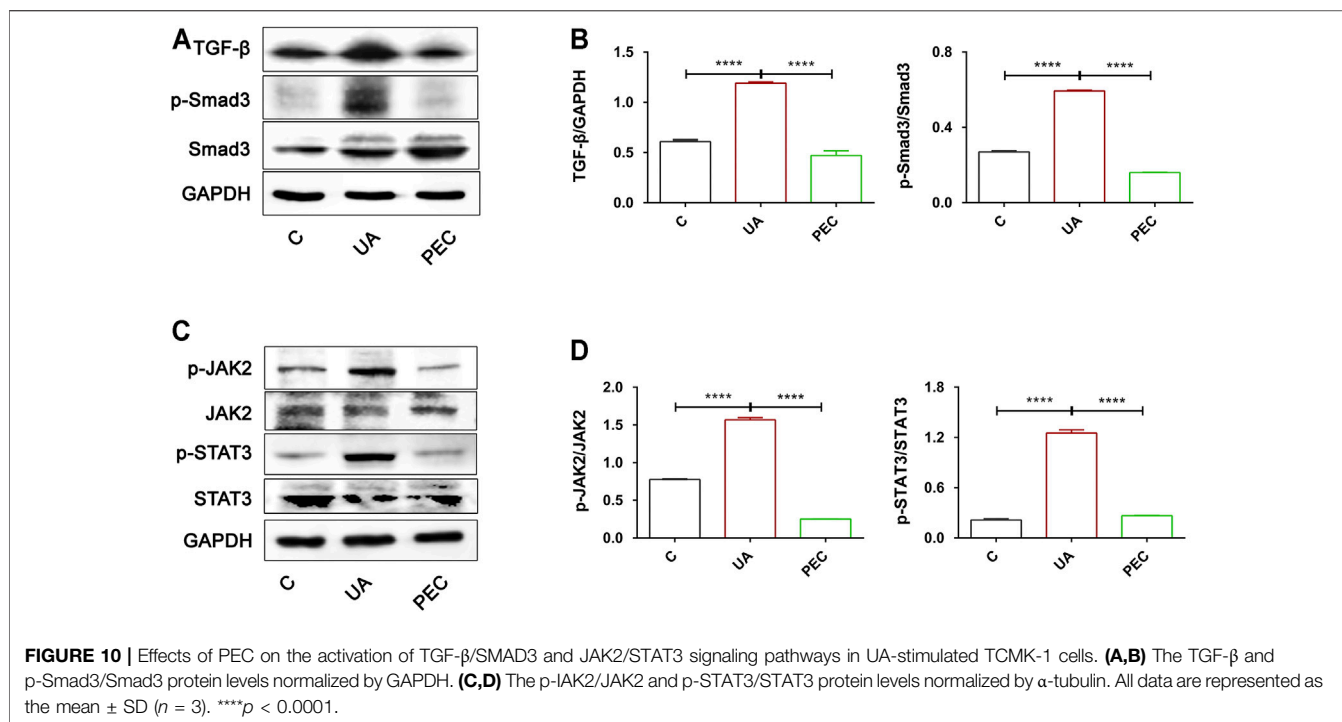 A
TGF-β
p-Smad3
Smad3
GAPDH
C UA PEC
B
TGF-β/GAPDH
1.5
1.0
0.5
0.0
**** ****
C UA PEC
p-Smad3/Smad3
0.9
0.6
0.3
0.0
**** ****
C UA PEC
C
p-JAK2
JAK2
p-STAT3
STAT3
GAPDH
C UA PEC
D
p-JAK2/JAK2
2.0
1.5
1.0
0.5
0.0
**** ****
C UA PEC
p-STAT3/STAT3
1.8
1.2
0.6
0.0
**** ****
C UA PEC
FIGURE 10 | Effects of PEC on the activation of TGF-β/SMAD3 and JAK2/STAT3 signaling pathways in UA-stimulated TCMK-1 cells. (A,B) The TGF-β and
p-Smad3/Smad3 protein levels normalized by GAPDH. (C,D) The p-IAK2/JAK2 and p-STAT3/STAT3 protein levels normalized by α-tubulin. All data are represented as
the mean ± SD (n = 3). ****p < 0.0001.